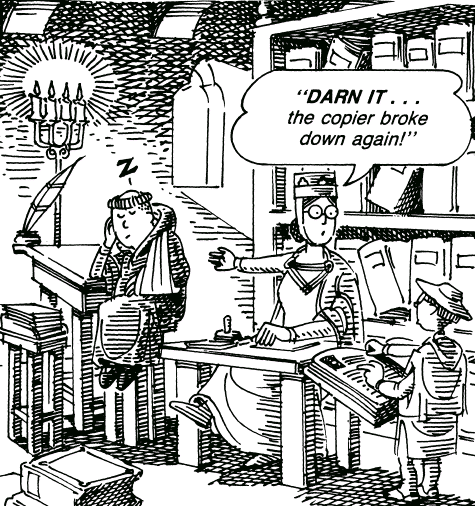 Z
“DARN IT . . .
the copier broke
down again!”